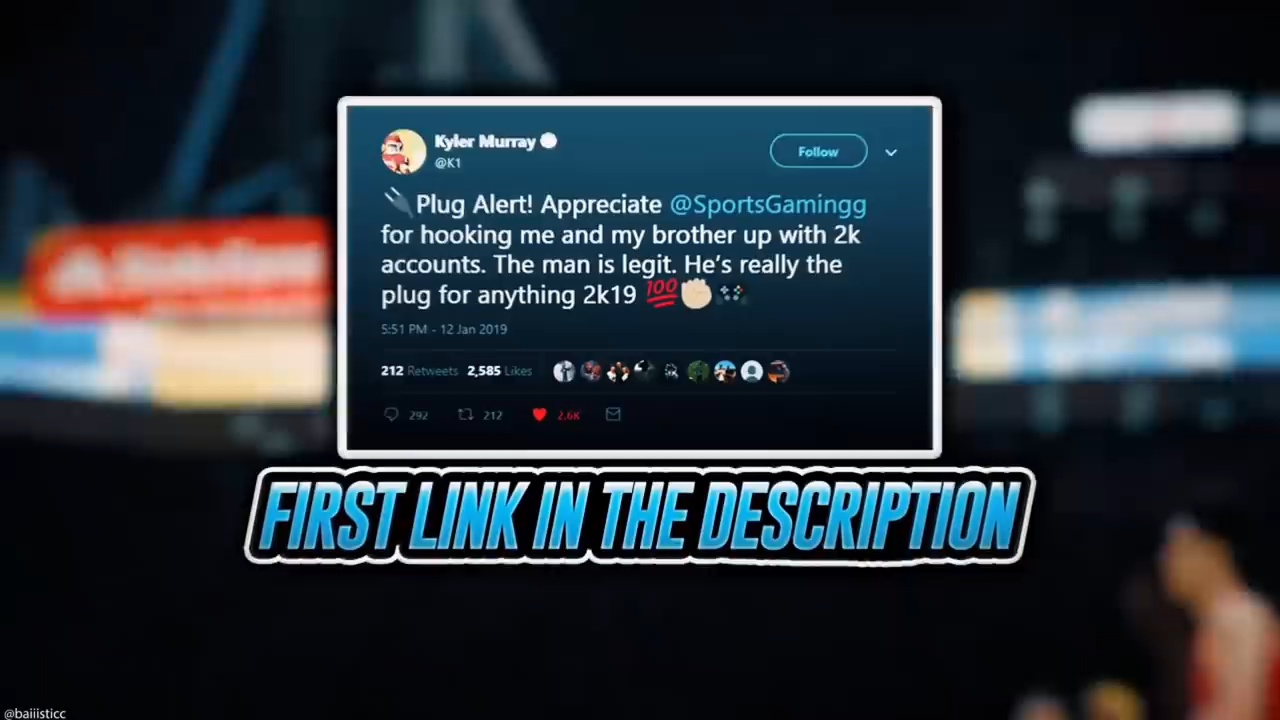 Kyler Murray
@K1
Follow
Plug Alert! Appreciate @SportsGamingg
for hooking me and my brother up with 2k
accounts. The man is legit. He's really the
plug for anything 2k19 💯✊🏻🎮
5:51 PM - 12 Jan 2019
212 Retweets 2,585 Likes
292 212 2.6K
FIRST LINK IN THE DESCRIPTION
@baiiisticc